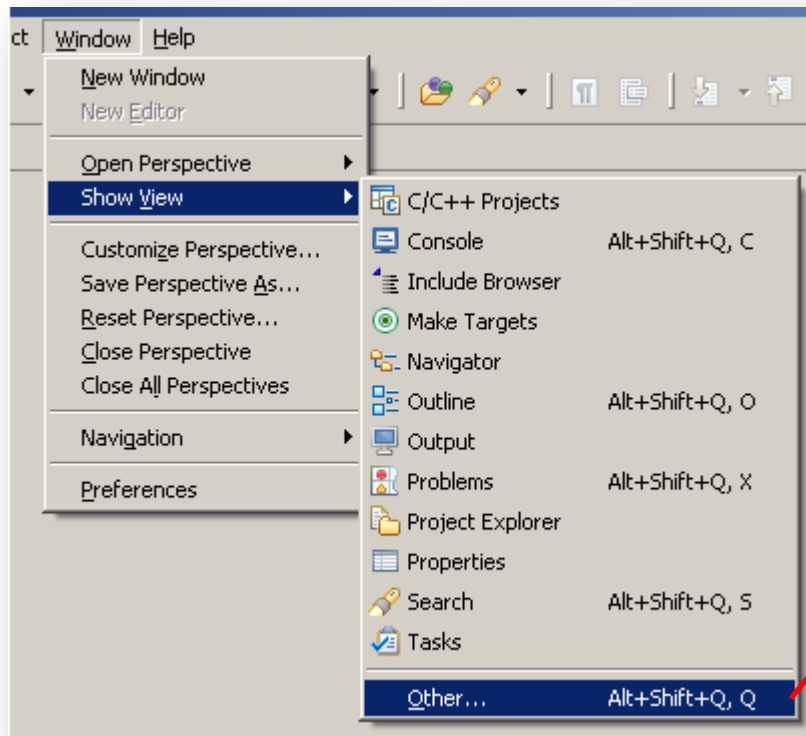 ct Window Help
New Window
New Editor
Open Perspective
Show View
Customize Perspective...
Save Perspective As...
Reset Perspective...
Close Perspective
Close All Perspectives
Navigation
Preferences
C/C++ Projects
Console Alt+Shift+Q, C
Include Browser
Make Targets
Navigator
Outline Alt+Shift+Q, O
Output
Problems Alt+Shift+Q, X
Project Explorer
Properties
Search Alt+Shift+Q, S
Tasks
Other... Alt+Shift+Q, Q